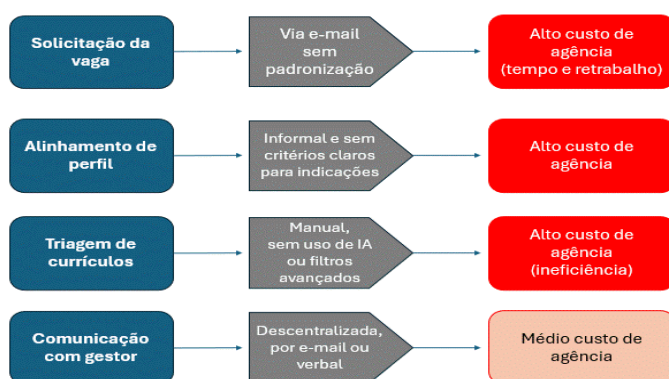 Solicitação da
vaga
Via e-mail
sem
padronização
Alto custo de
agência
(tempo e retrabalho)
Alinhamento de
perfil
Informal e sem
critérios claros
para indicações
Alto custo de
agência
Triagem de
currículos
Manual,
sem uso de IA
ou filtros
avançados
Alto custo de
agência
(ineficiência)
Comunicação
com gestor
Descentralizada,
por e-mail ou
verbal
Médio custo de
agência